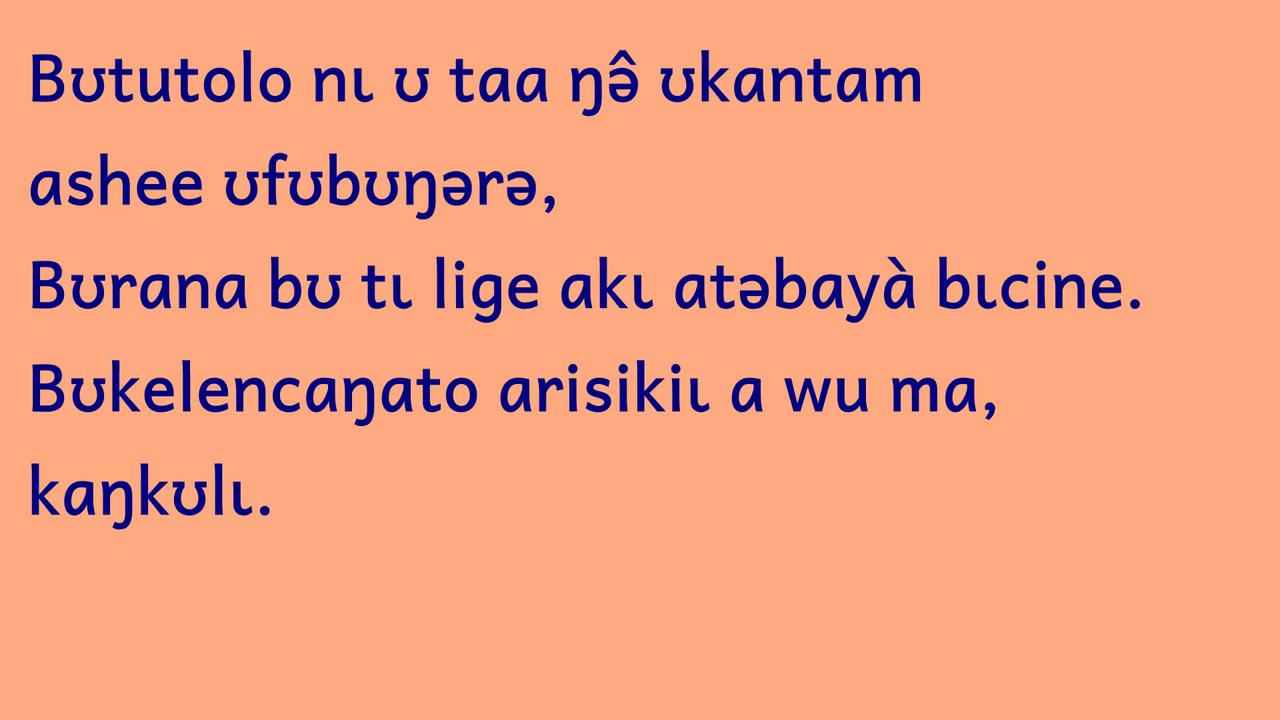 Bʊtutolo nɩ ʊ taa ŋə̂ ʊkantam
ashee ʊfʊbʊŋərə,
Bʊrana bʊ tɩ lige akɩ atəbayà bɩcine.
Bʊkelencaŋato arisikiɩ a wu ma,
kaŋkʊlɩ.